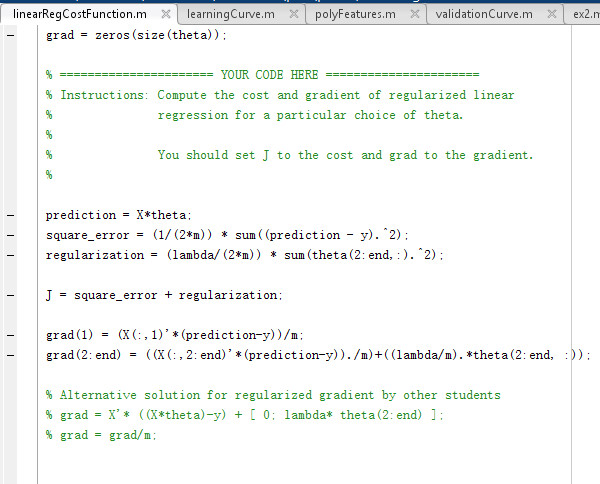 linearRegCostFunction.m × learningCurve.m × polyFeatures.m × validationCurve.m × ex2.m
grad = zeros(size(theta));
% ====================== YOUR CODE HERE ======================
% Instructions: Compute the cost and gradient of regularized linear
% regression for a particular choice of theta.
%
% You should set J to the cost and grad to the gradient.
%
prediction = X*theta;
square_error = (1/(2*m)) * sum((prediction - y).^2);
regularization = (lambda/(2*m)) * sum(theta(2:end,:).^2);
J = square_error + regularization;
grad(1) = (X(:,1)'*(prediction-y))/m;
grad(2:end) = ((X(:,2:end)'*(prediction-y))./m)+((lambda/m).*theta(2:end, :));
% Alternative solution for regularized gradient by other students
% grad = X'* ((X*theta)-y) + [ 0; lambda* theta(2:end) ];
% grad = grad/m;